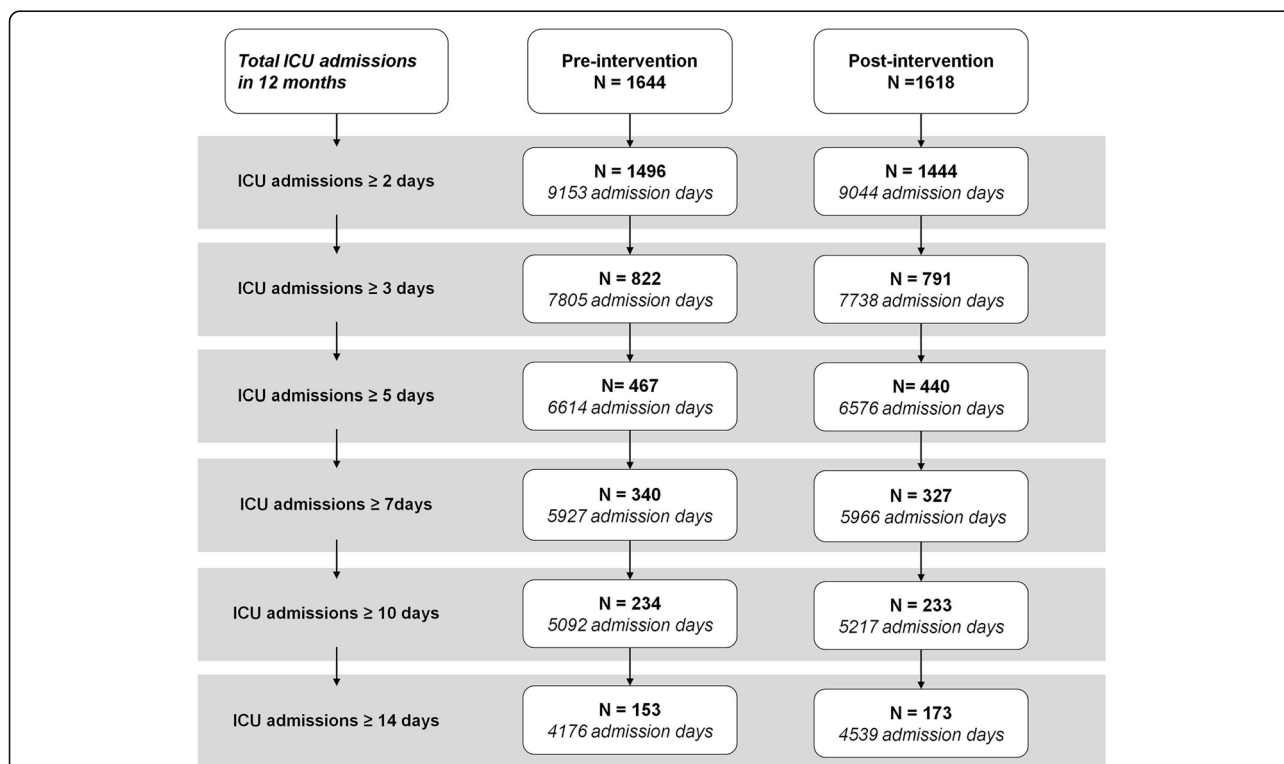 Total ICU admissions
in 12 months
Pre-intervention
N = 1644
Post-intervention
N =1618
ICU admissions ≥ 2 days
N = 1496
9153 admission days
N = 1444
9044 admission days
ICU admissions ≥ 3 days
N = 822
7805 admission days
N = 791
7738 admission days
ICU admissions ≥ 5 days
N= 467
6614 admission days
N = 440
6576 admission days
ICU admissions ≥ 7days
N = 340
5927 admission days
N = 327
5966 admission days
ICU admissions ≥ 10 days
N = 234
5092 admission days
N = 233
5217 admission days
ICU admissions ≥ 14 days
N = 153
4176 admission days
N = 173
4539 admission days